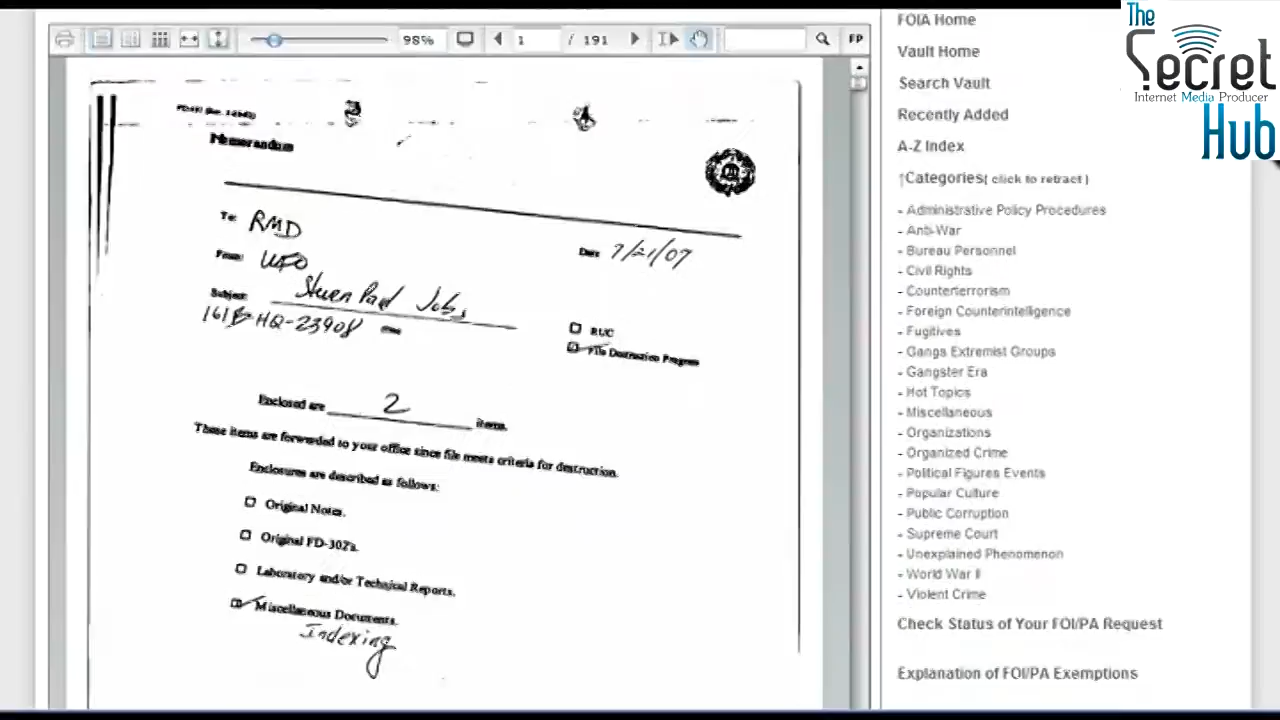 98%
1 / 191
FP
Memorandum
To: RMD
From: WFO
Date: 7/21/07
Subject: Steven Paul Jobs
HQ-23908
RUC
File Destruction Program
Enclosed are 2 items.
These items are forwarded to your office since file meets criteria for destruction.
Enclosures are described as follows:
Original Notes.
Original FD-302's.
Laboratory and/or Technical Reports.
Miscellaneous Documents.
Indexing
FOIA Home
Vault Home
Search Vault
Recently Added
A-Z Index
↑Categories( click to retract )
- Administrative Policy Procedures
- Anti-War
- Bureau Personnel
- Civil Rights
- Counterterrorism
- Foreign Counterintelligence
- Fugitives
- Gangs Extremist Groups
- Gangster Era
- Hot Topics
- Miscellaneous
- Organizations
- Organized Crime
- Political Figures Events
- Popular Culture
- Public Corruption
- Supreme Court
- Unexplained Phenomenon
- World War II
- Violent Crime
Check Status of Your FOI/PA Request
Explanation of FOI/PA Exemptions
The
Secret
Internet Media Producer
Hub